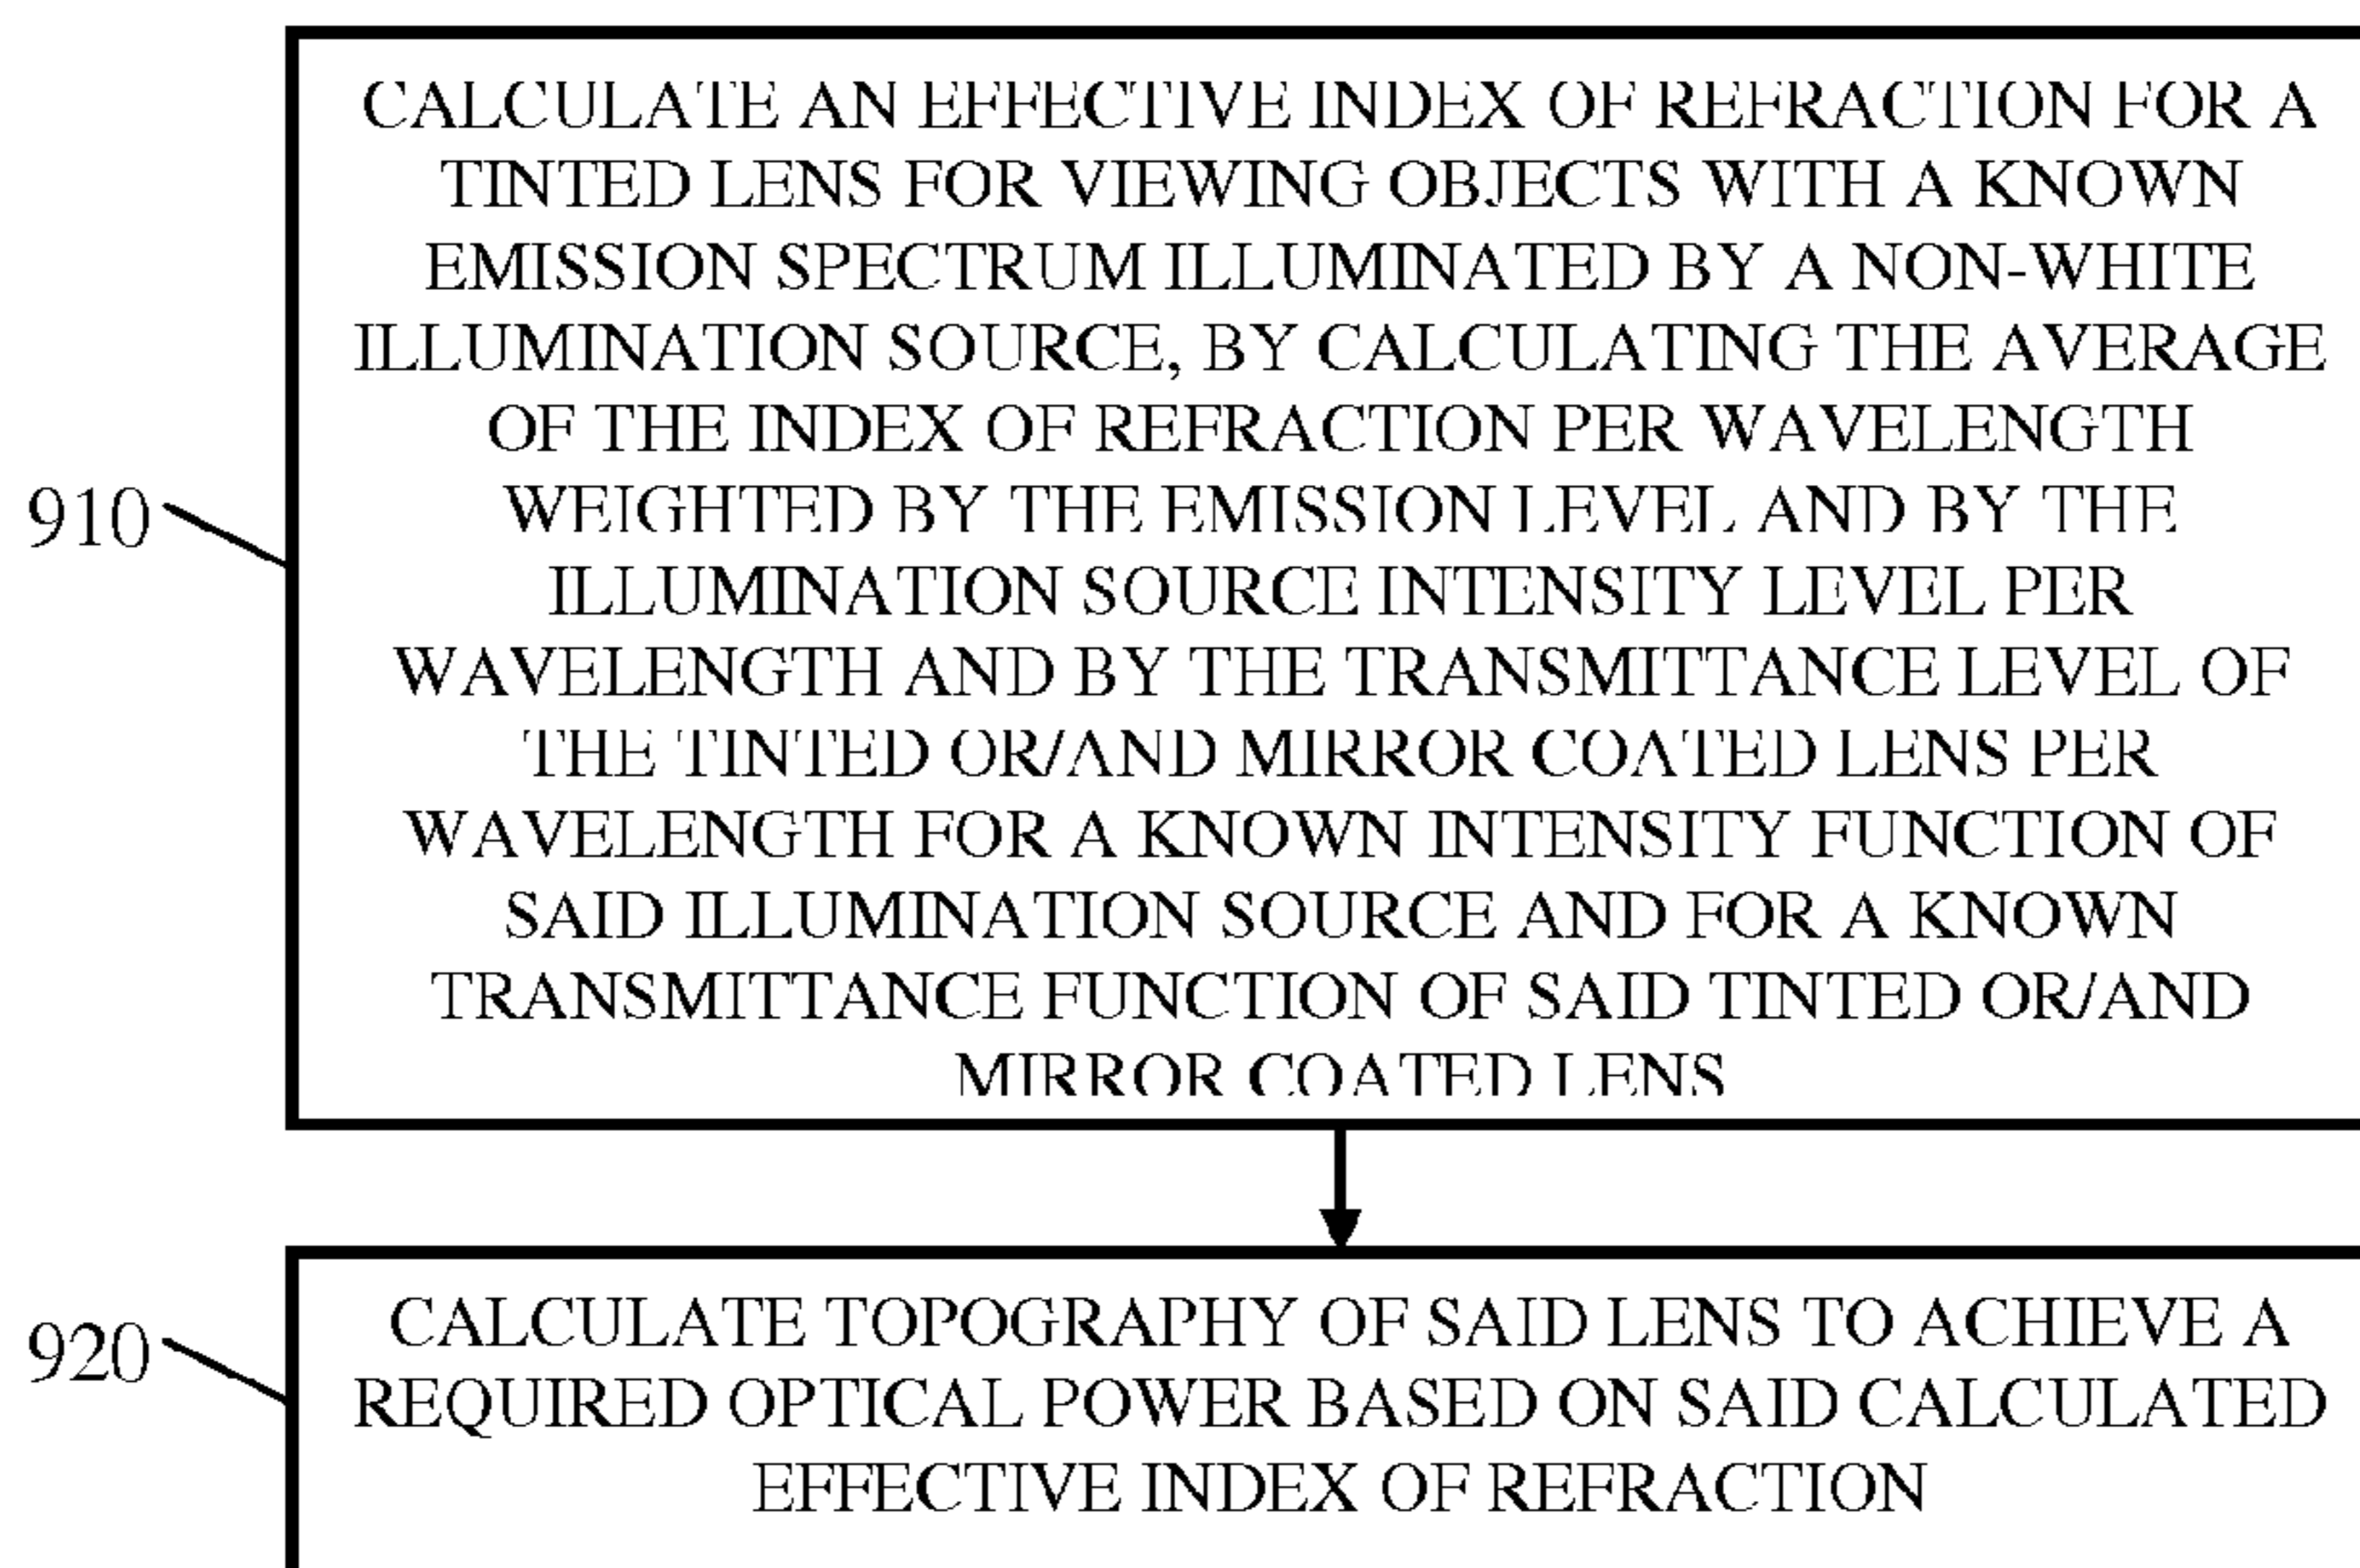 CALCULATE AN EFFECTIVE INDEX OF REFRACTION FOR A
TINTED LENS FOR VIEWING OBJECTS WITH A KNOWN
EMISSION SPECTRUM ILLUMINATED BY A NON-WHITE
ILLUMINATION SOURCE, BY CALCULATING THE AVERAGE
OF THE INDEX OF REFRACTION PER WAVELENGTH
WEIGHTED BY THE EMISSION LEVEL AND BY THE
ILLUMINATION SOURCE INTENSITY LEVEL PER
WAVELENGTH AND BY THE TRANSMITTANCE LEVEL OF
THE TINTED OR/AND MIRROR COATED LENS PER
WAVELENGTH FOR A KNOWN INTENSITY FUNCTION OF
SAID ILLUMINATION SOURCE AND FOR A KNOWN
TRANSMITTANCE FUNCTION OF SAID TINTED OR/AND
MIRROR COATED LENS
910
CALCULATE TOPOGRAPHY OF SAID LENS TO ACHIEVE A
REQUIRED OPTICAL POWER BASED ON SAID CALCULATED
EFFECTIVE INDEX OF REFRACTION
920